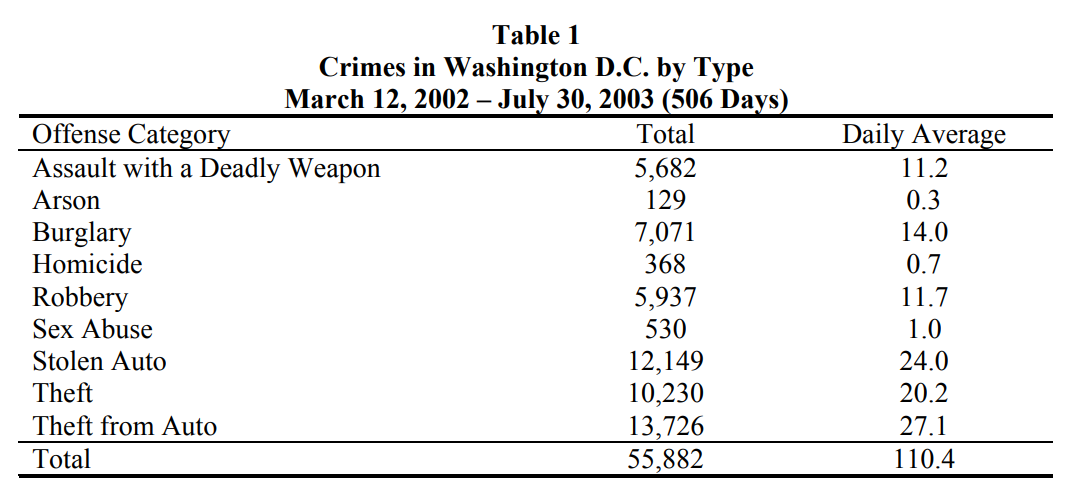 Table 1
Crimes in Washington D.C. by Type
March 12, 2002 – July 30, 2003 (506 Days)
Offense Category Total Daily Average
Assault with a Deadly Weapon 5,682 11.2
Arson 129 0.3
Burglary 7,071 14.0
Homicide 368 0.7
Robbery 5,937 11.7
Sex Abuse 530 1.0
Stolen Auto 12,149 24.0
Theft 10,230 20.2
Theft from Auto 13,726 27.1
Total 55,882 110.4